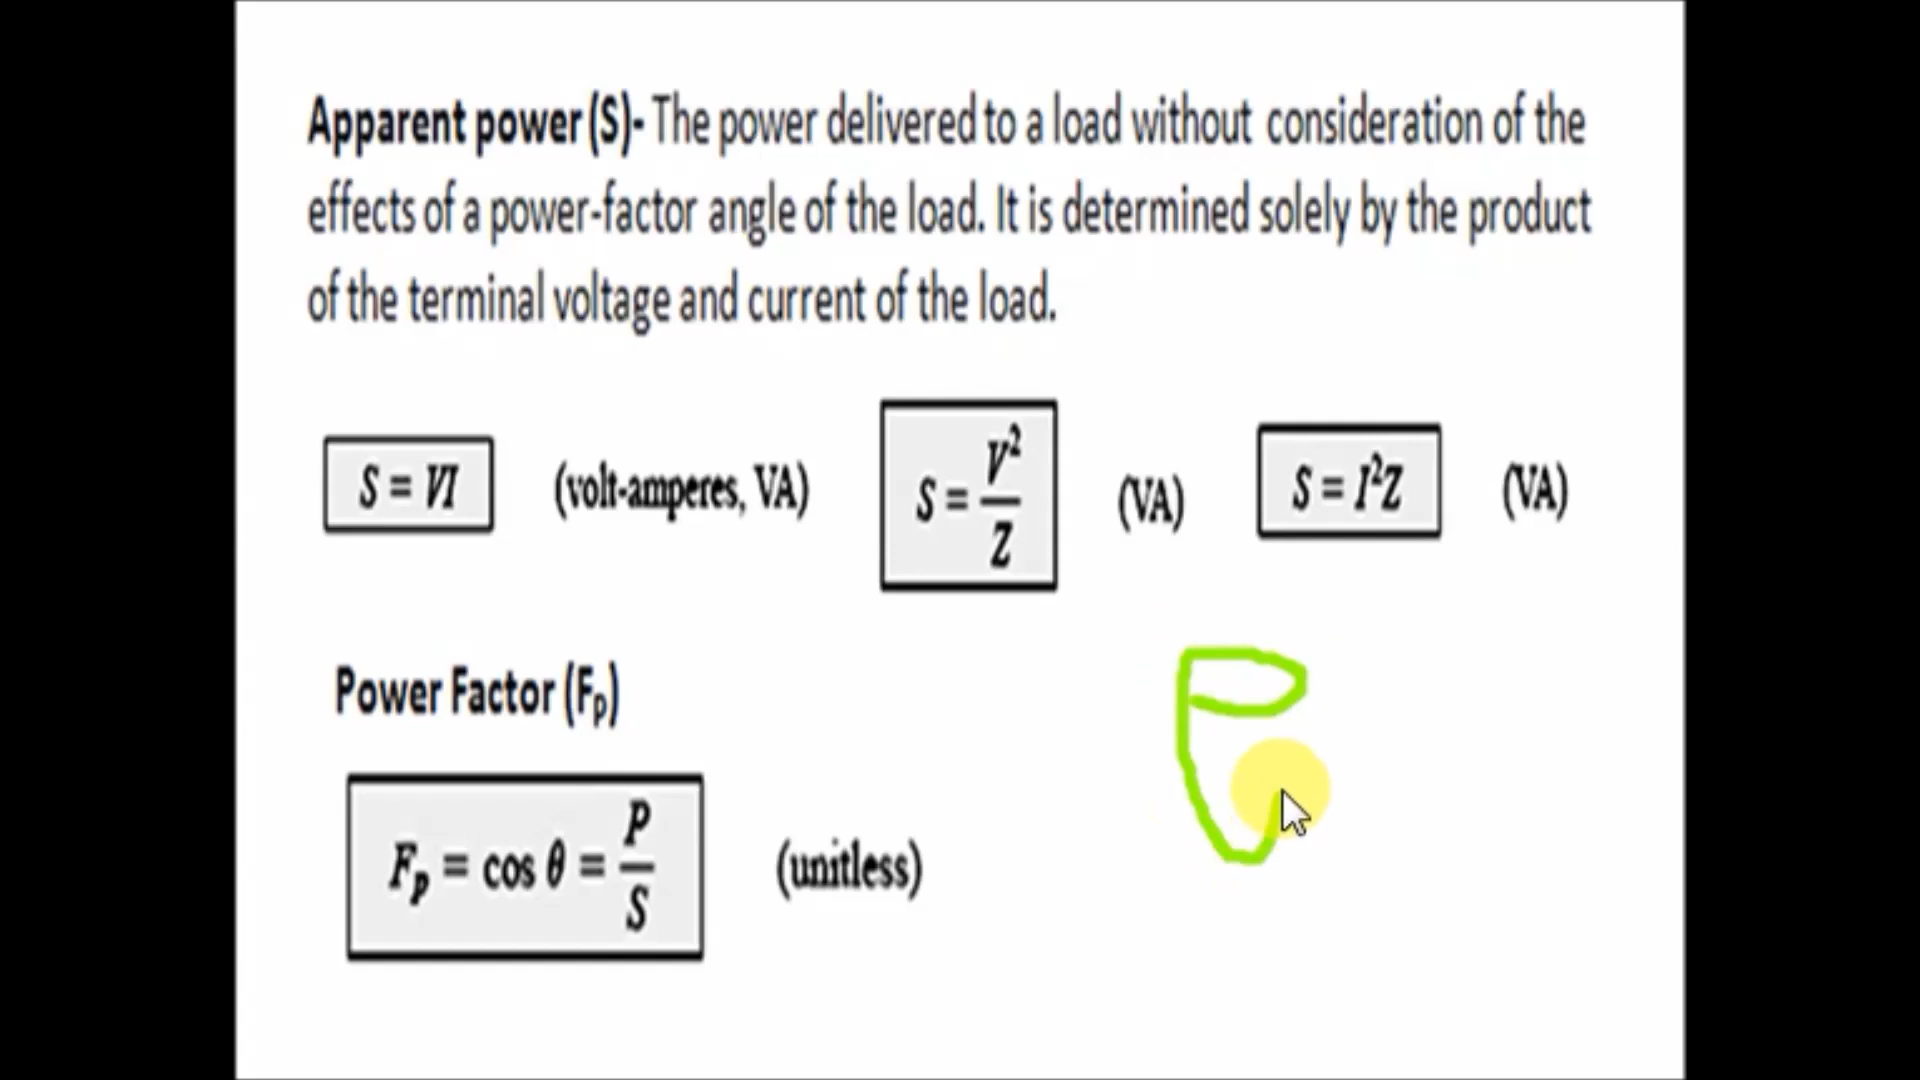 Apparent power (S)- The power delivered to a load without consideration of the
effects of a power-factor angle of the load. It is determined solely by the product
of the terminal voltage and current of the load.
S = VI (volt-amperes, VA) S = V²/Z (VA) S = I²Z (VA)
Power Factor (Fₚ)
Fₚ = cos θ = P/S (unitless)